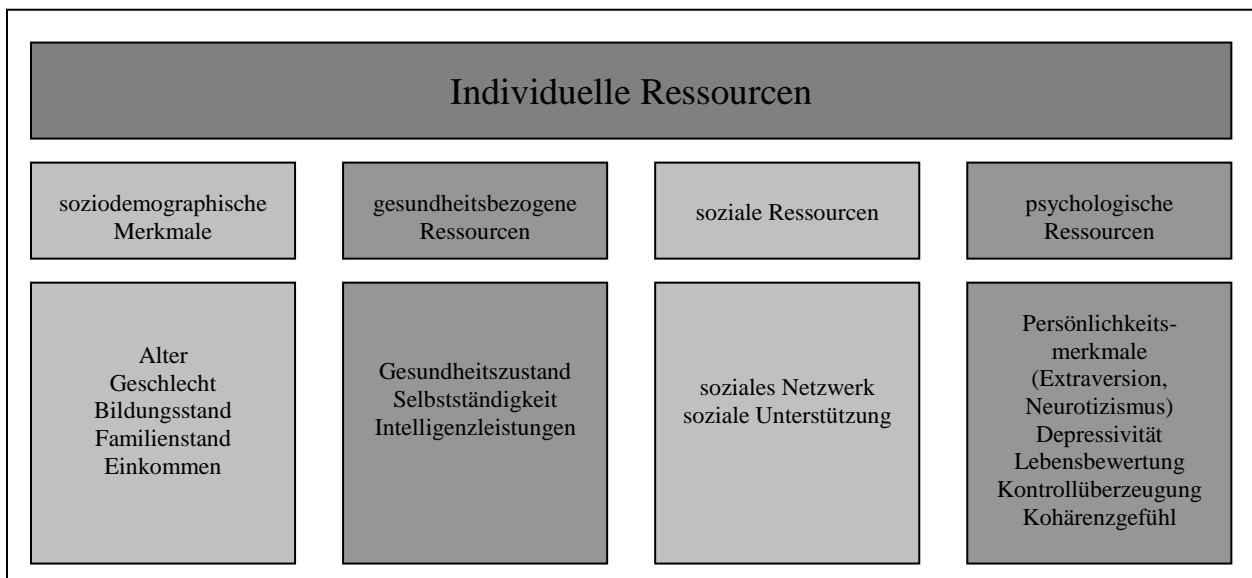 Individuelle Ressourcen
soziodemographische
Merkmale
gesundheitsbezogene
Ressourcen
soziale Ressourcen
psychologische
Ressourcen
Alter
Geschlecht
Bildungsstand
Familienstand
Einkommen
Gesundheitszustand
Selbstständigkeit
Intelligenzleistungen
soziales Netzwerk
soziale Unterstützung
Persönlichkeits-
merkmale
(Extraversion,
Neurotizismus)
Depressivität
Lebensbewertung
Kontrollüberzeugung
Kohärenzgefühl